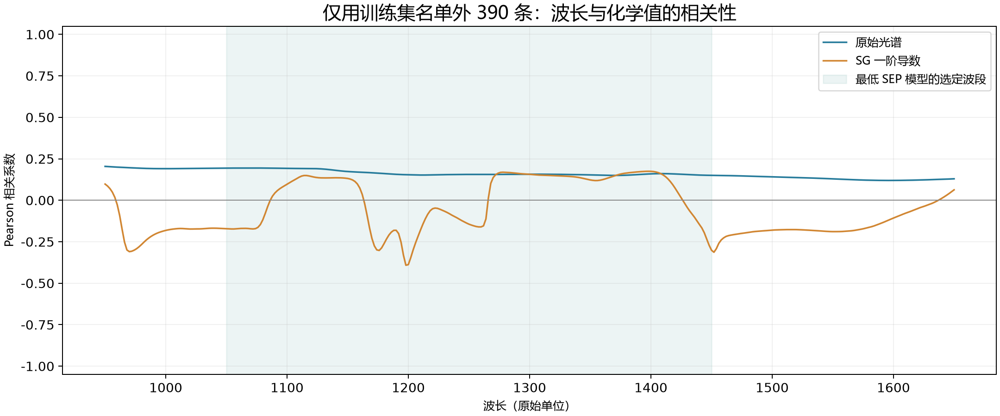 仅用训练集名单外 390 条：波长与化学值的相关性
原始光谱
SG 一阶导数
最低 SEP 模型的选定波段
Pearson 相关系数
1.00
0.75
0.50
0.25
0.00
-0.25
-0.50
-0.75
-1.00
1000 1100 1200 1300 1400 1500 1600
波长（原始单位）